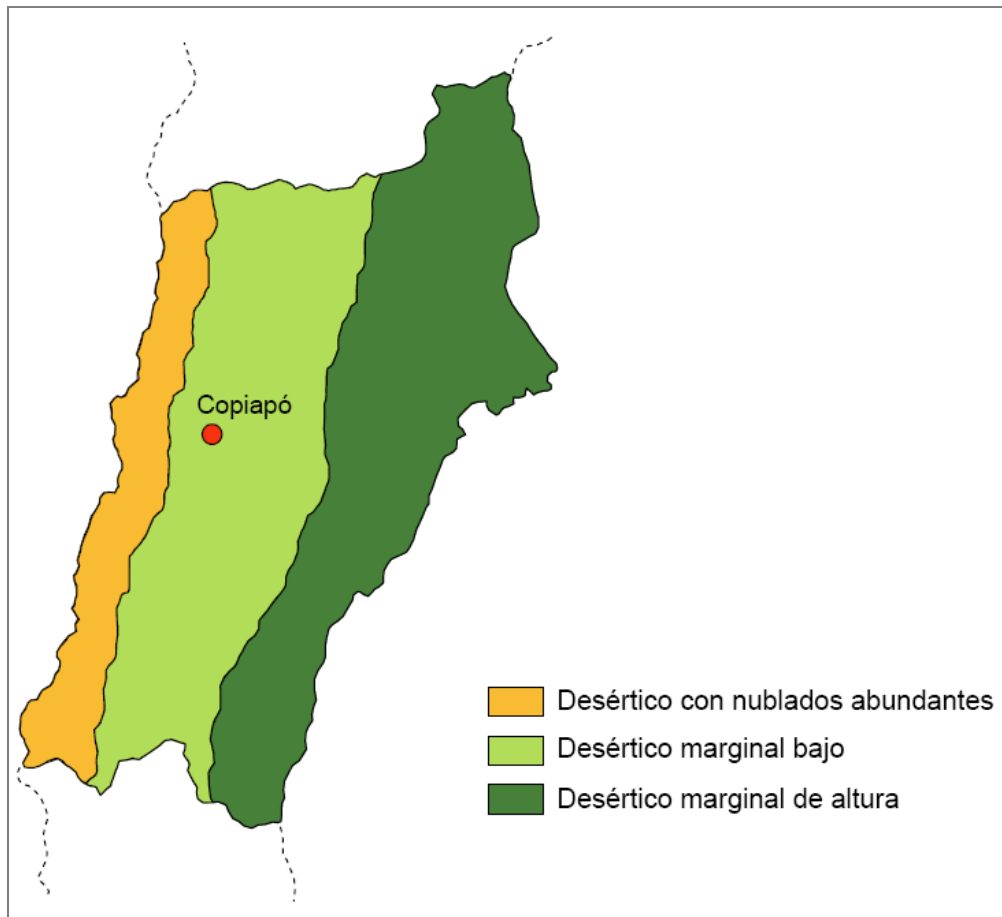 Copiapó
Desértico con nublados abundantes
Desértico marginal bajo
Desértico marginal de altura